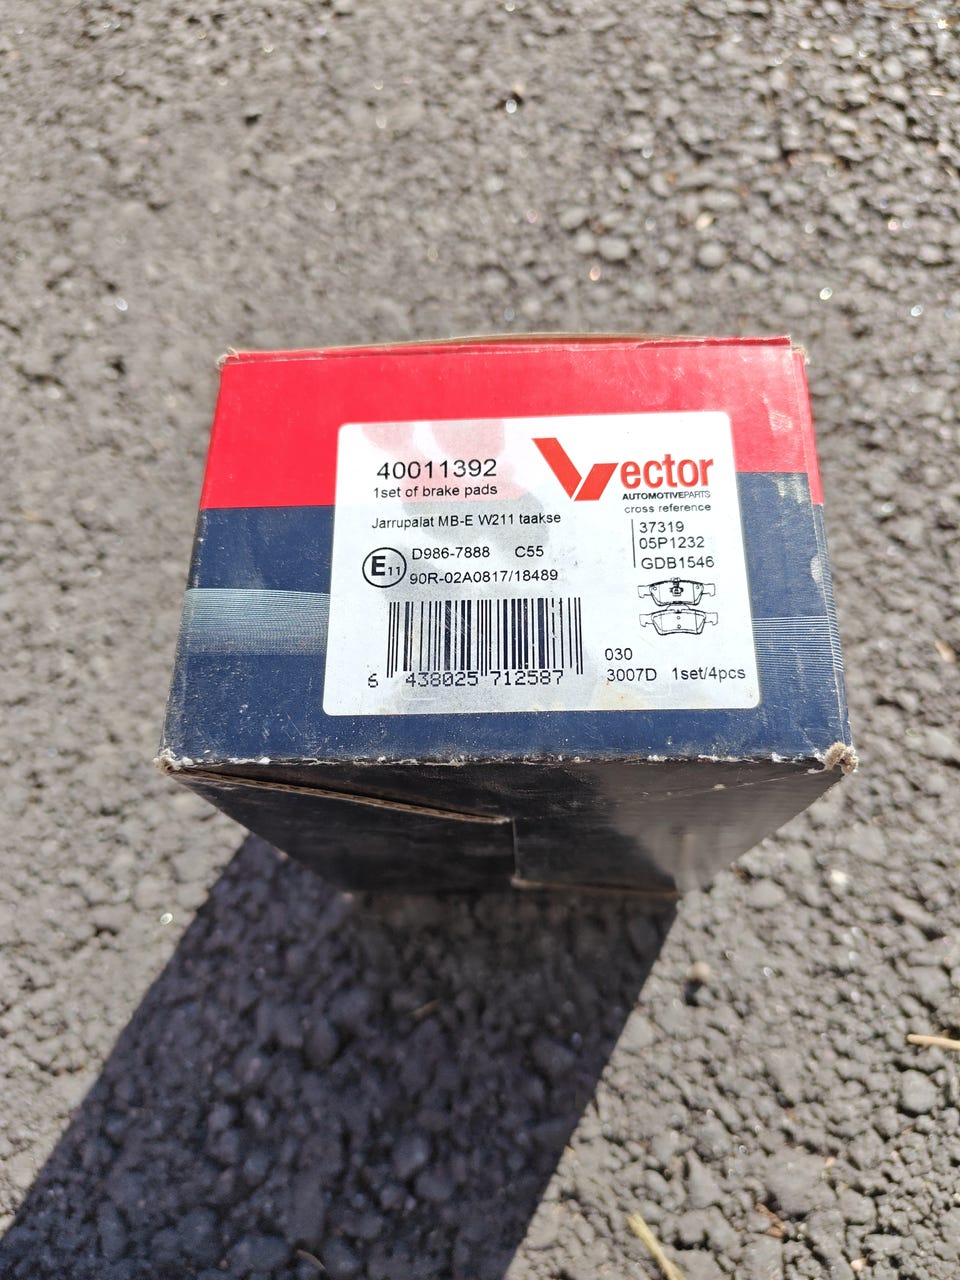 40011392
1set of brake pads
Vector
AUTOMOTIVEPARTS
cross reference
Jarrupalat MB-E W211 taakse
37319
05P1232
GDB1546
E11
D986-7888 C55
90R-02A0817/18489
6 438025 712587
030
3007D 1set/4pcs